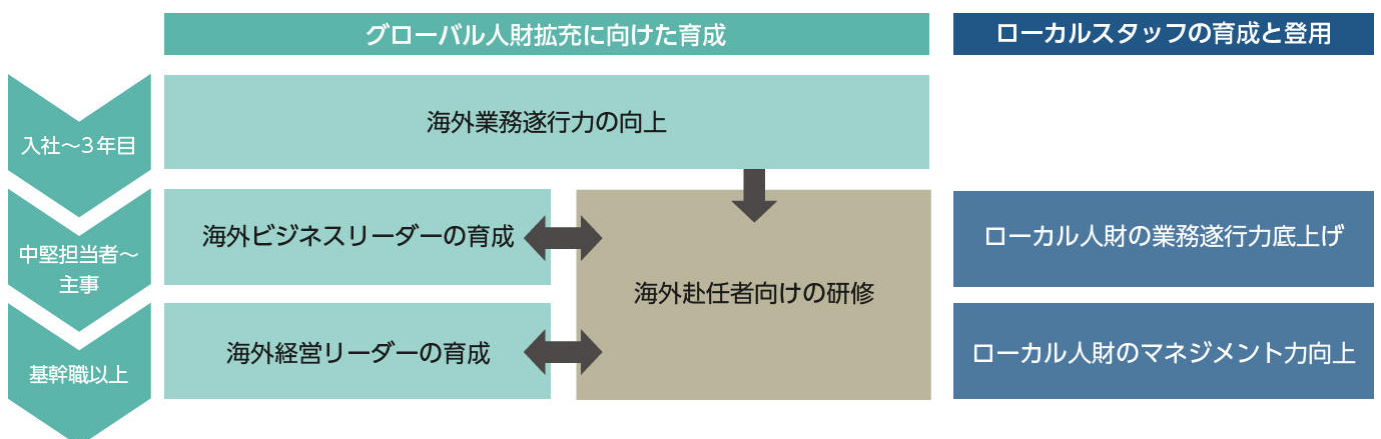 グローバル人財拡充に向けた育成
ローカルスタッフの育成と登用
入社～3年目
海外業務遂行力の向上
中堅担当者～
主事
海外ビジネスリーダーの育成
海外赴任者向けの研修
ローカル人財の業務遂行力底上げ
基幹職以上
海外経営リーダーの育成
ローカル人財のマネジメント力向上